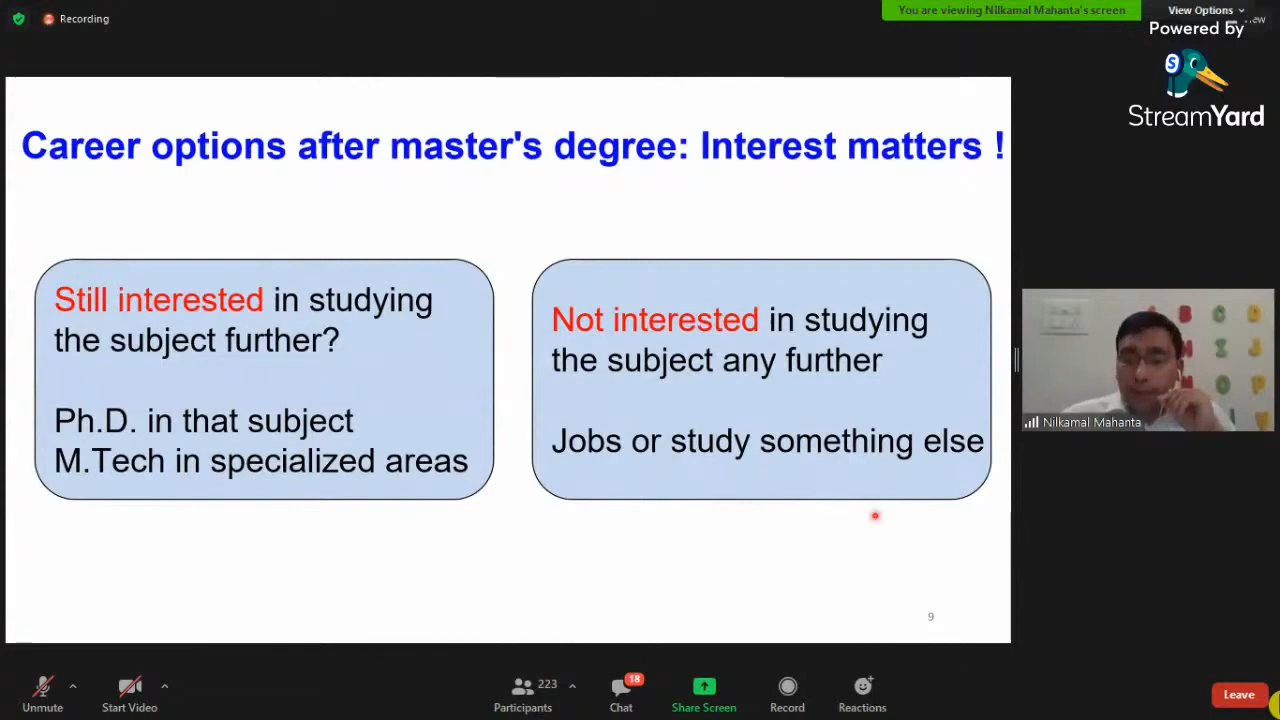 Recording
You are viewing Nilkamal Mahanta's screen
View Options
Powered by
StreamYard
Career options after master's degree: Interest matters !
Still interested in studying
the subject further?
Ph.D. in that subject
M.Tech in specialized areas
Not interested in studying
the subject any further
Jobs or study something else
9
Nilkamal Mahanta
Unmute
Start Video
223
Participants
18
Chat
Share Screen
Record
Reactions
Leave